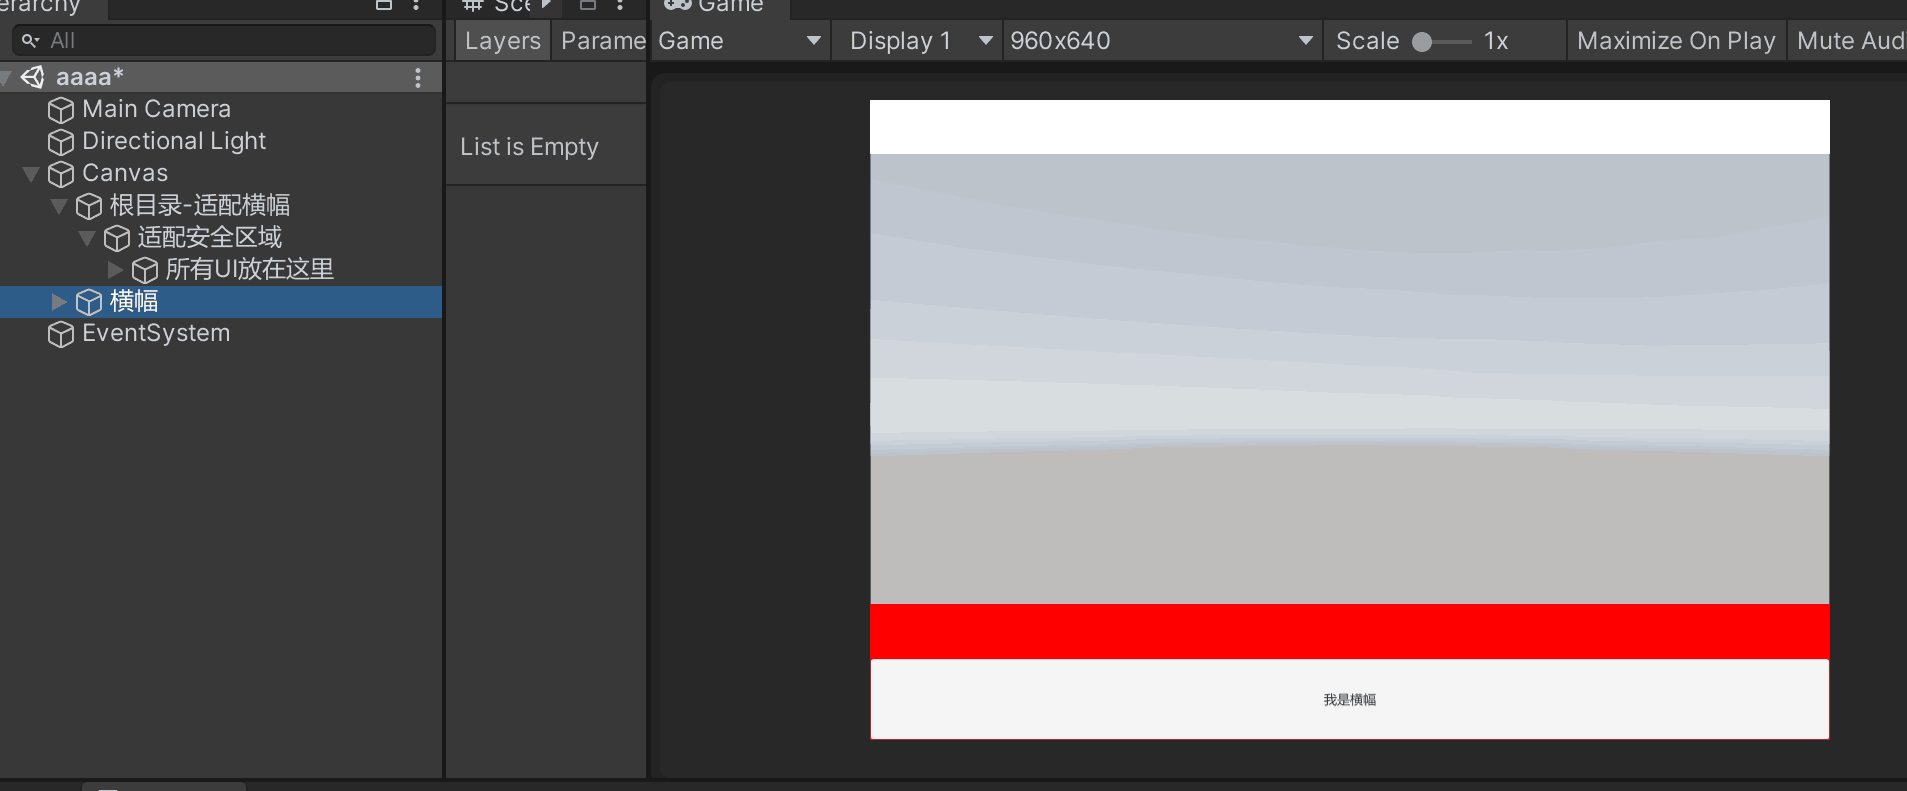 erarchy
All
aaaa*
Main Camera
Directional Light
Canvas
根目录-适配横幅
适配安全区域
所有UI放在这里
横幅
EventSystem
Sce
Layers
Parame
List is Empty
Game
Game
Display 1
960x640
Scale
1x
Maximize On Play
Mute Aud
我是横幅